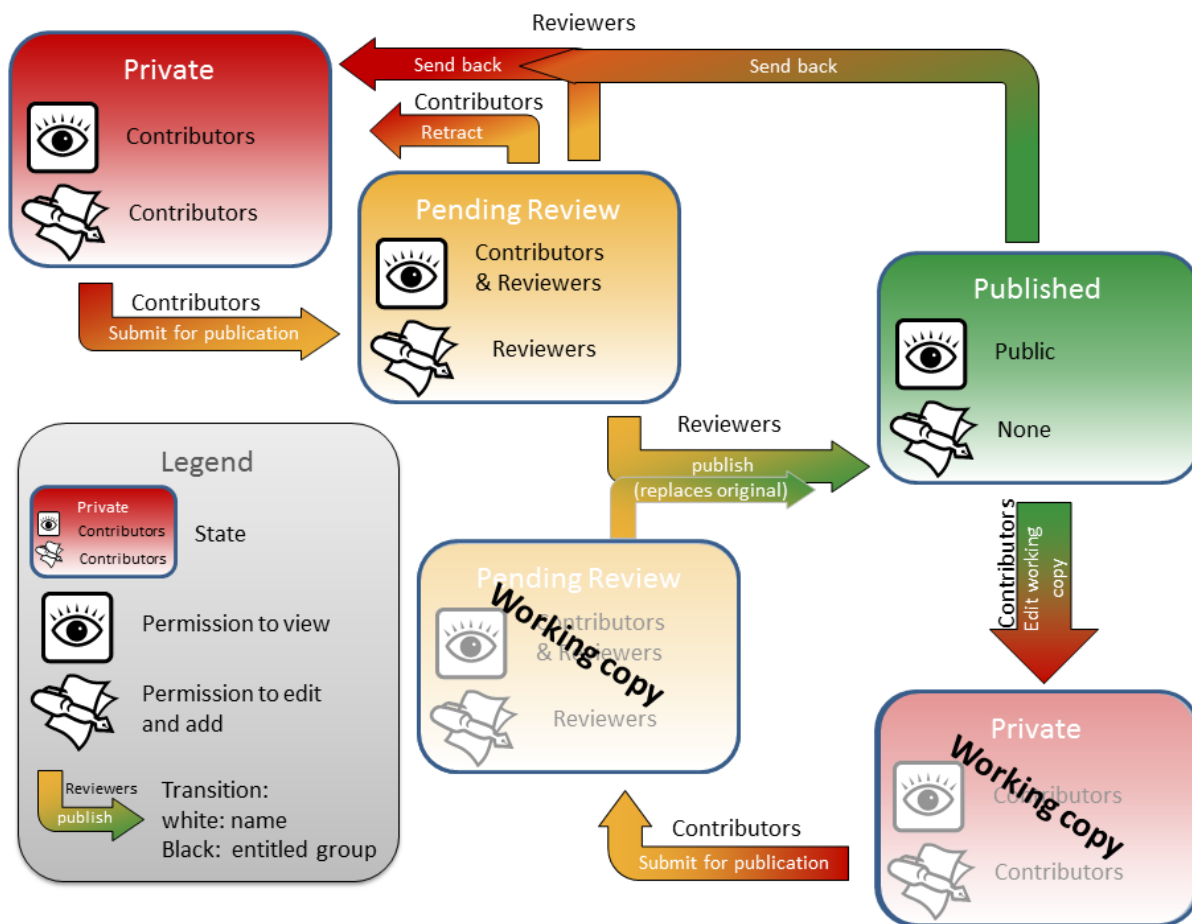 Reviewers
Send back
Send back
Private
Contributors
Contributors
Contributors
Retract
Pending Review
Contributors
& Reviewers
Reviewers
Contributors
Submit for publication
Published
Public
None
Reviewers
publish
(replaces original)
Contributors
Edit working
copy
Legend
Private
Contributors
Contributors
State
Permission to view
Permission to edit
and add
Reviewers
publish
Transition:
white: name
Black: entitled group
Pending Review
Contributors
& Reviewers
Reviewers
Working copy
Private
Contributors
Contributors
Working copy
Contributors
Submit for publication